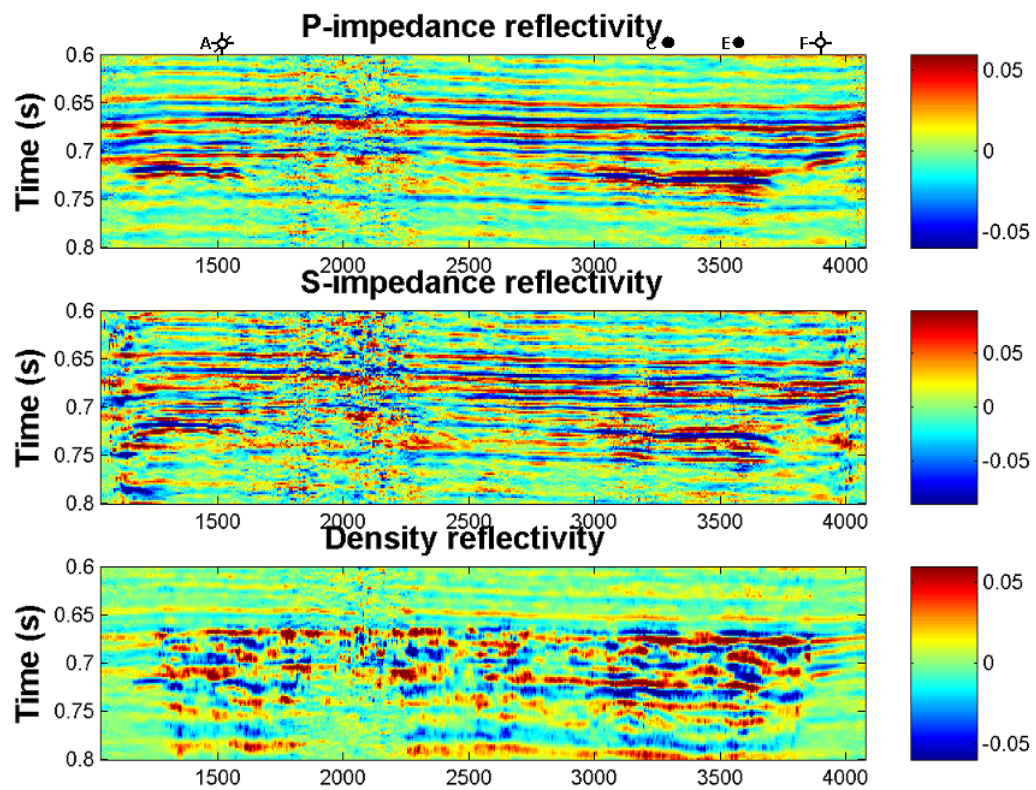 P-impedance reflectivity
A C E F
Time (s)
0.6
0.65
0.7
0.75
0.8
1500 2000 2500 3000 3500 4000
0.05
0
-0.05
S-impedance reflectivity
Time (s)
0.6
0.65
0.7
0.75
0.8
1500 2000 2500 3000 3500 4000
0.05
0
-0.05
Density reflectivity
Time (s)
0.6
0.65
0.7
0.75
0.8
1500 2000 2500 3000 3500 4000
0.05
0
-0.05